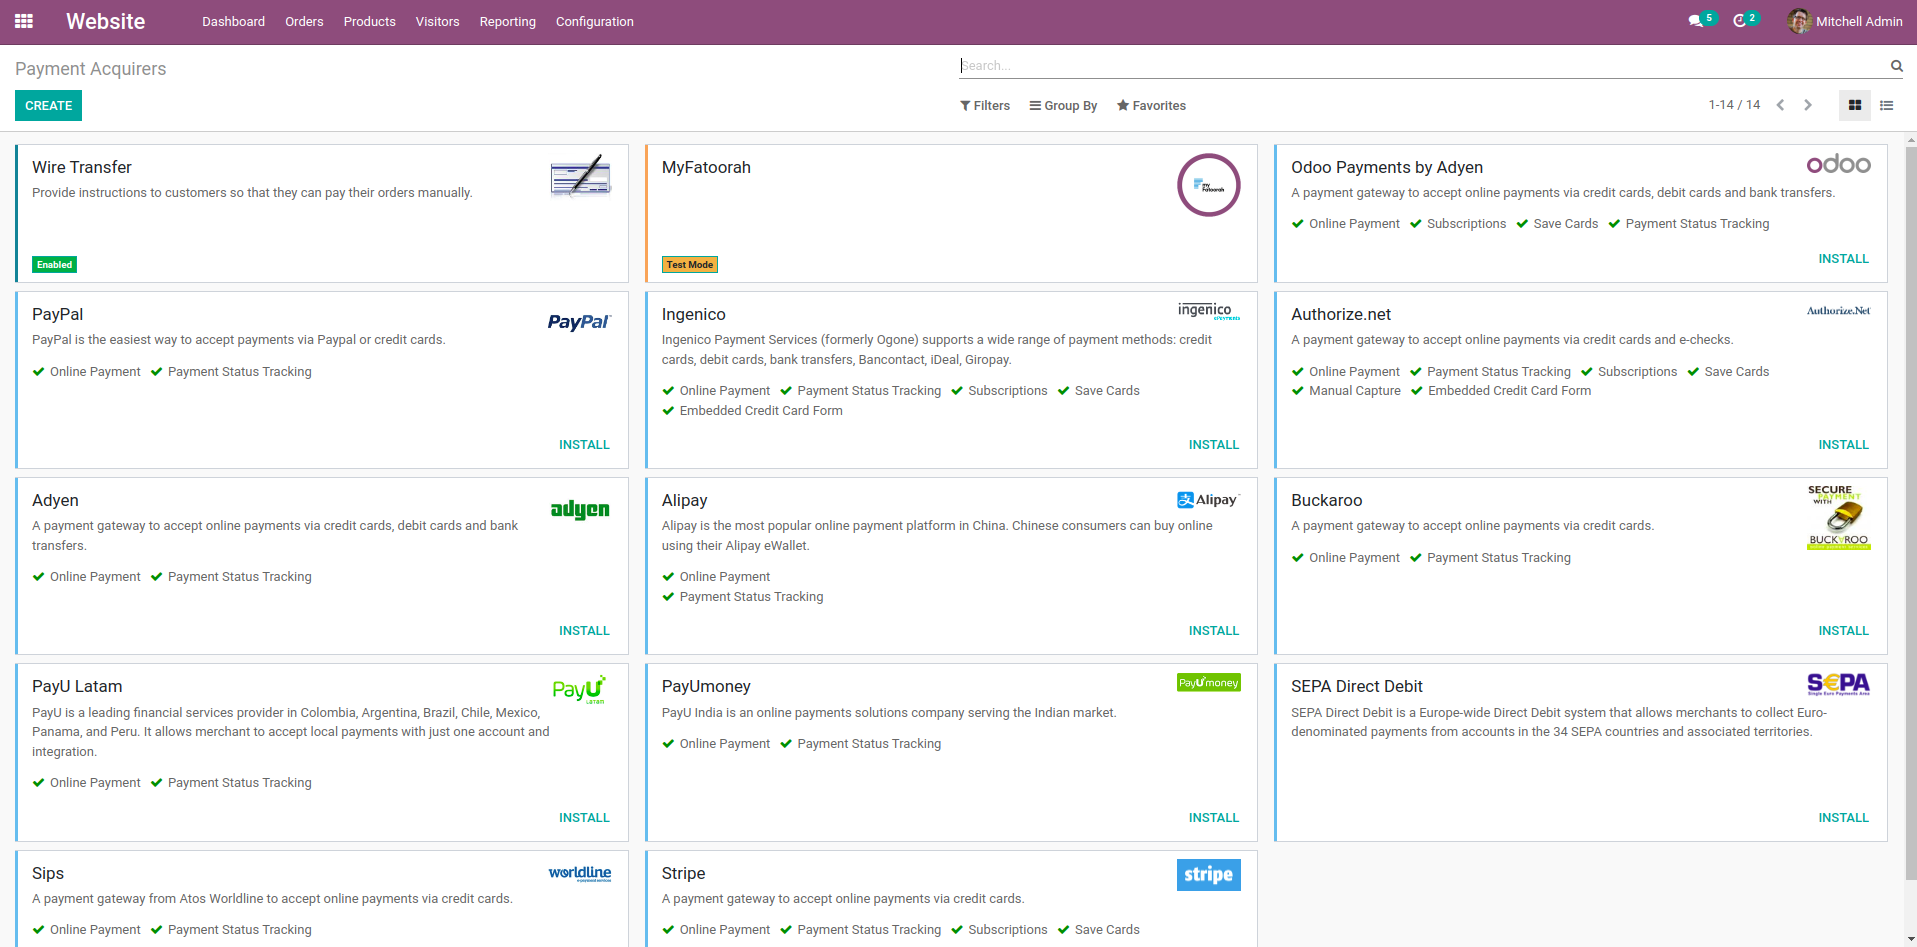 Website
Dashboard Orders Products Visitors Reporting Configuration
5 2 Mitchell Admin
Payment Acquirers
Search...
CREATE
Filters Group By Favorites
1-14 / 14
Wire Transfer
Provide instructions to customers so that they can pay their orders manually.
Enabled
MyFatoorah
my
Fatoorah
Test Mode
Odoo Payments by Adyen
odoo
A payment gateway to accept online payments via credit cards, debit cards and bank transfers.
Online Payment Subscriptions Save Cards Payment Status Tracking
INSTALL
PayPal
PayPal
PayPal is the easiest way to accept payments via Paypal or credit cards.
Online Payment Payment Status Tracking
INSTALL
Ingenico
ingenico
Ingenico Payment Services (formerly Ogone) supports a wide range of payment methods: credit
cards, debit cards, bank transfers, Bancontact, iDeal, Giropay.
Online Payment Payment Status Tracking Subscriptions Save Cards
Embedded Credit Card Form
INSTALL
Authorize.net
Authorize.Net
A payment gateway to accept online payments via credit cards and e-checks.
Online Payment Payment Status Tracking Subscriptions Save Cards
Manual Capture Embedded Credit Card Form
INSTALL
Adyen
adyen
A payment gateway to accept online payments via credit cards, debit cards and bank
transfers.
Online Payment Payment Status Tracking
INSTALL
Alipay
支 Alipay
Alipay is the most popular online payment platform in China. Chinese consumers can buy online
using their Alipay eWallet.
Online Payment
Payment Status Tracking
INSTALL
Buckaroo
SECURE
PAYMENT
WITH
BUCKAROO
A payment gateway to accept online payments via credit cards.
Online Payment Payment Status Tracking
INSTALL
PayU Latam
PayU
LATAM
PayU is a leading financial services provider in Colombia, Argentina, Brazil, Chile, Mexico,
Panama, and Peru. It allows merchant to accept local payments with just one account and
integration.
Online Payment Payment Status Tracking
INSTALL
PayUmoney
PayUmoney
PayU India is an online payments solutions company serving the Indian market.
Online Payment Payment Status Tracking
INSTALL
SEPA Direct Debit
S€PA
Single Euro Payments Area
SEPA Direct Debit is a Europe-wide Direct Debit system that allows merchants to collect Euro-
denominated payments from accounts in the 34 SEPA countries and associated territories.
INSTALL
Sips
worldline
e-payment services
A payment gateway from Atos Worldline to accept online payments via credit cards.
Online Payment Payment Status Tracking
Stripe
stripe
A payment gateway to accept online payments via credit cards.
Online Payment Payment Status Tracking Subscriptions Save Cards